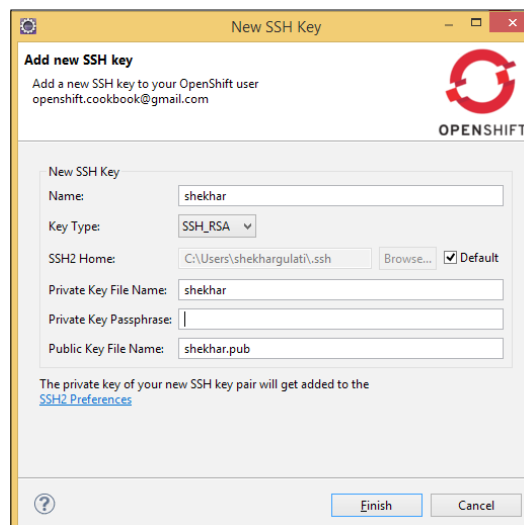 New SSH Key
Add new SSH key
Add a new SSH key to your OpenShift user
openshift.cookbook@gmail.com
OPENSHIFT
New SSH Key
Name: shekhar
Key Type: SSH_RSA
SSH2 Home: C:\Users\shekhargulati\.ssh Browse... Default
Private Key File Name: shekhar
Private Key Passphrase:
Public Key File Name: shekhar.pub
The private key of your new SSH key pair will get added to the
SSH2 Preferences
? Finish Cancel